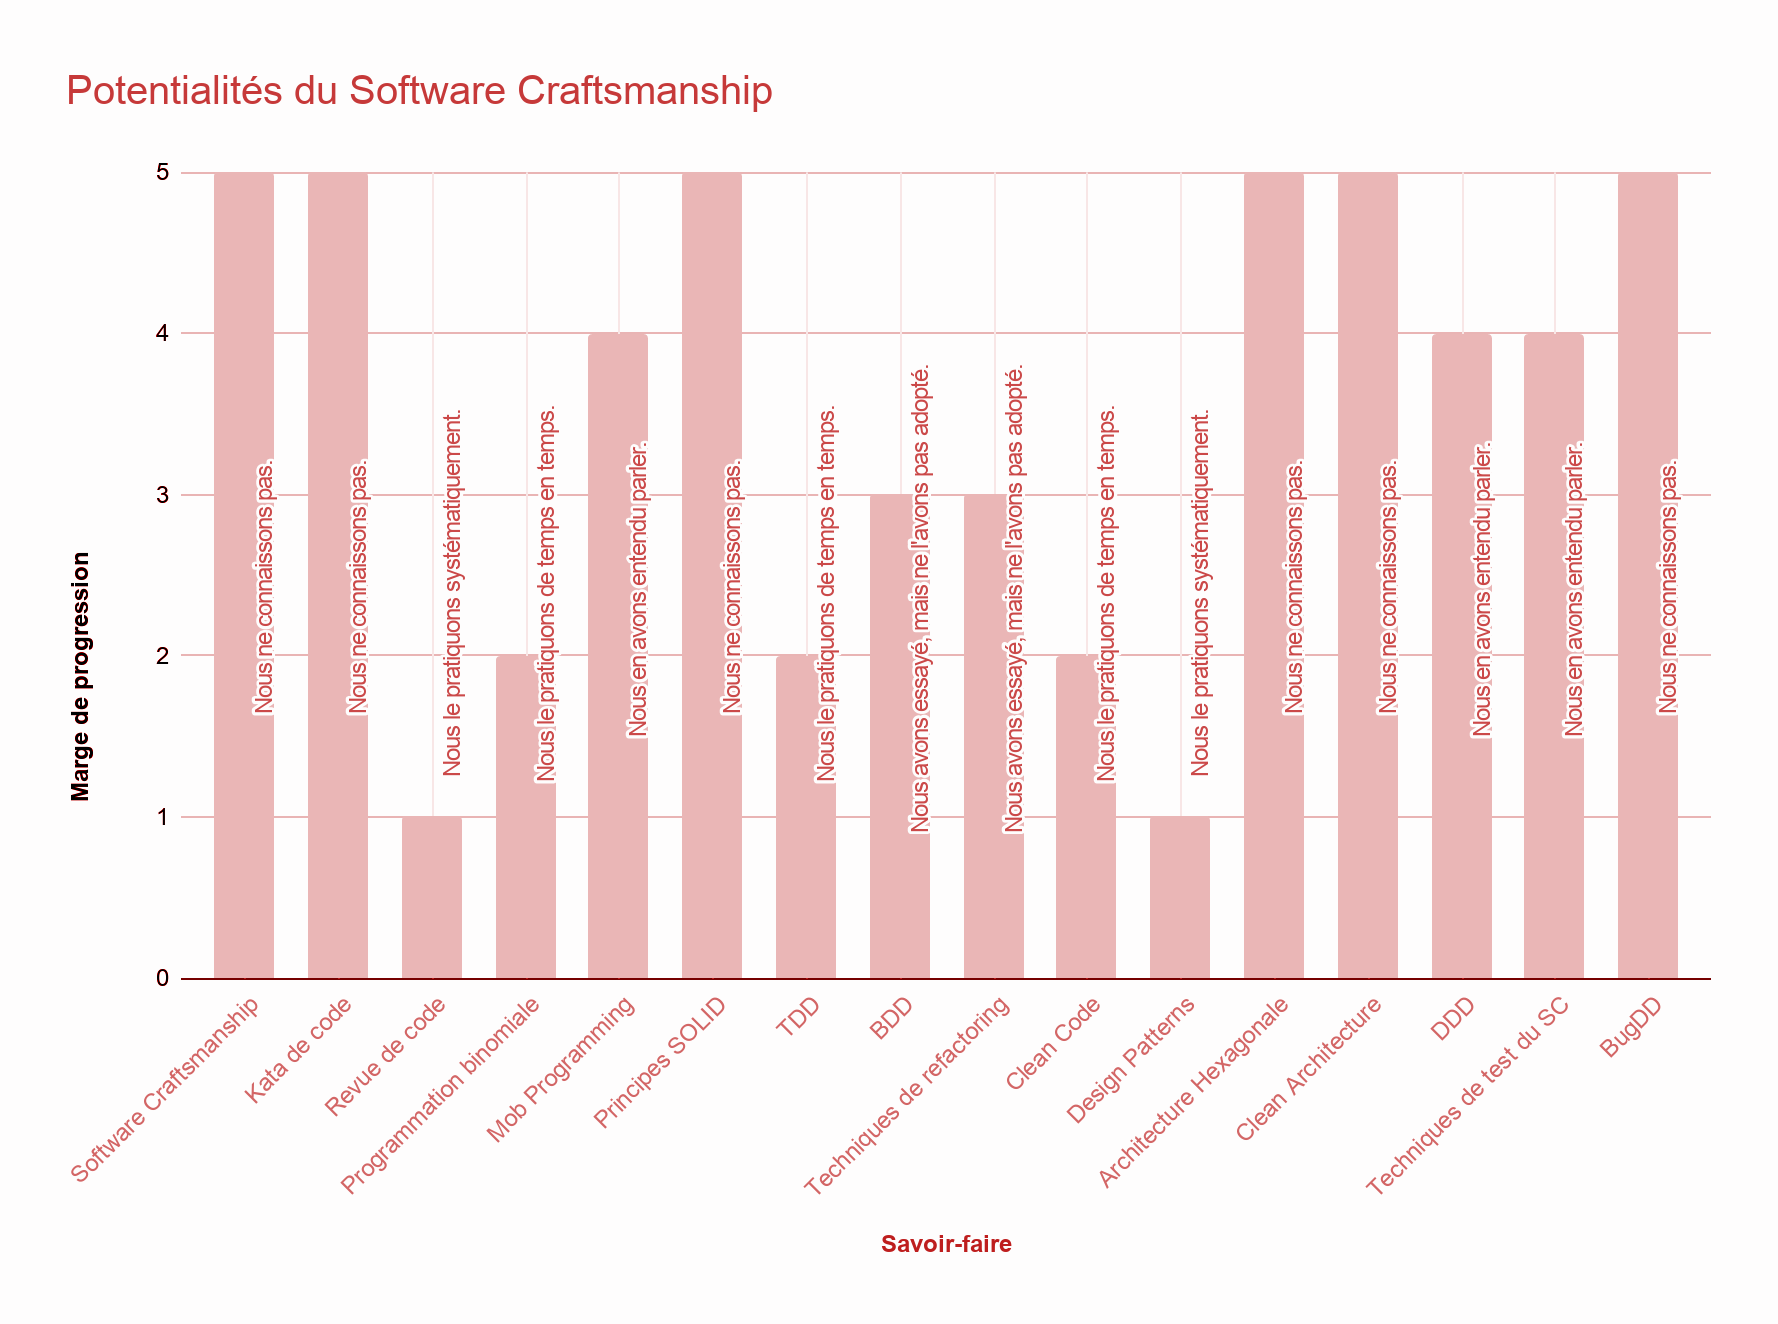 Potentialités du Software Craftsmanship
5
4
3
2
1
0
Marge de progression
Nous ne connaissons pas.
Nous ne connaissons pas.
Nous le pratiquons systématiquement.
Nous le pratiquons de temps en temps.
Nous en avons entendu parler.
Nous ne connaissons pas.
Nous le pratiquons de temps en temps.
Nous avons essayé, mais ne l'avons pas adopté.
Nous avons essayé, mais ne l'avons pas adopté.
Nous le pratiquons de temps en temps.
Nous le pratiquons systématiquement.
Nous ne connaissons pas.
Nous ne connaissons pas.
Nous en avons entendu parler.
Nous en avons entendu parler.
Nous ne connaissons pas.
Software Craftsmanship
Kata de code
Revue de code
Programmation binomiale
Mob Programming
Principes SOLID
TDD
BDD
Techniques de refactoring
Clean Code
Design Patterns
Architecture Hexagonale
Clean Architecture
DDD
Techniques de test du SC
BugDD
Savoir-faire